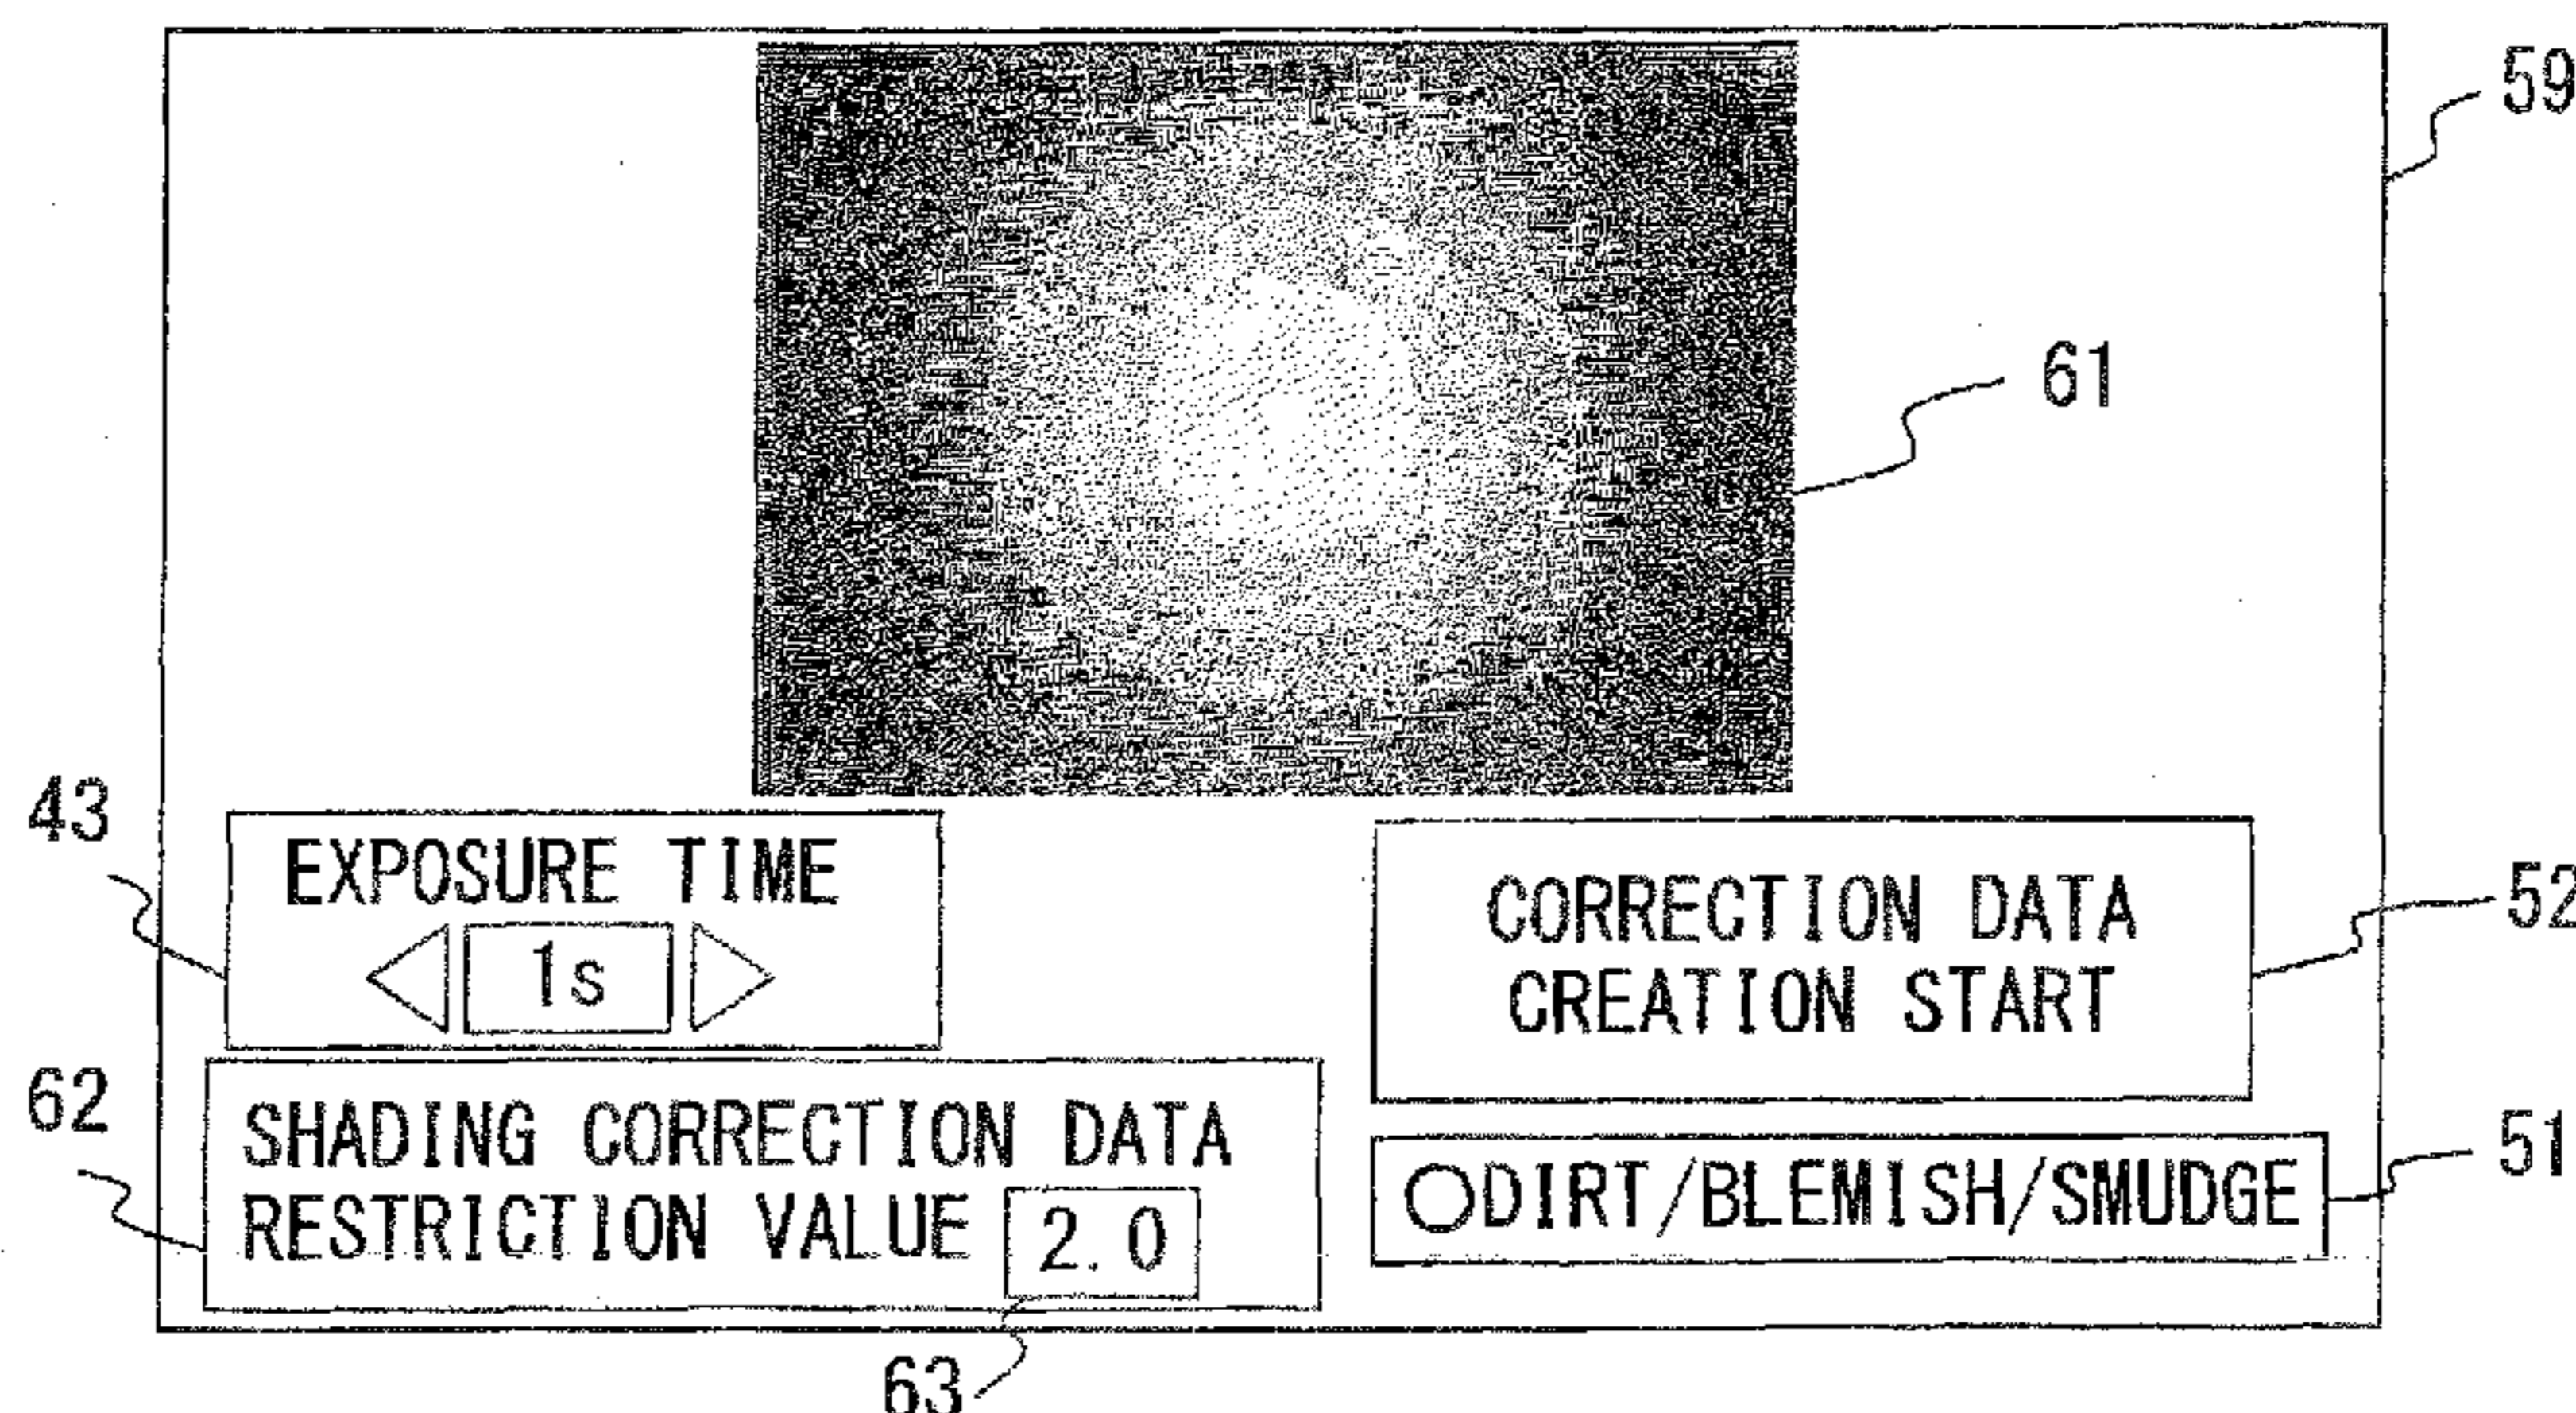 59
61
43
EXPOSURE TIME
1s
CORRECTION DATA
CREATION START
52
62
SHADING CORRECTION DATA
RESTRICTION VALUE 2.0
○DIRT/BLEMISH/SMUDGE
51
63